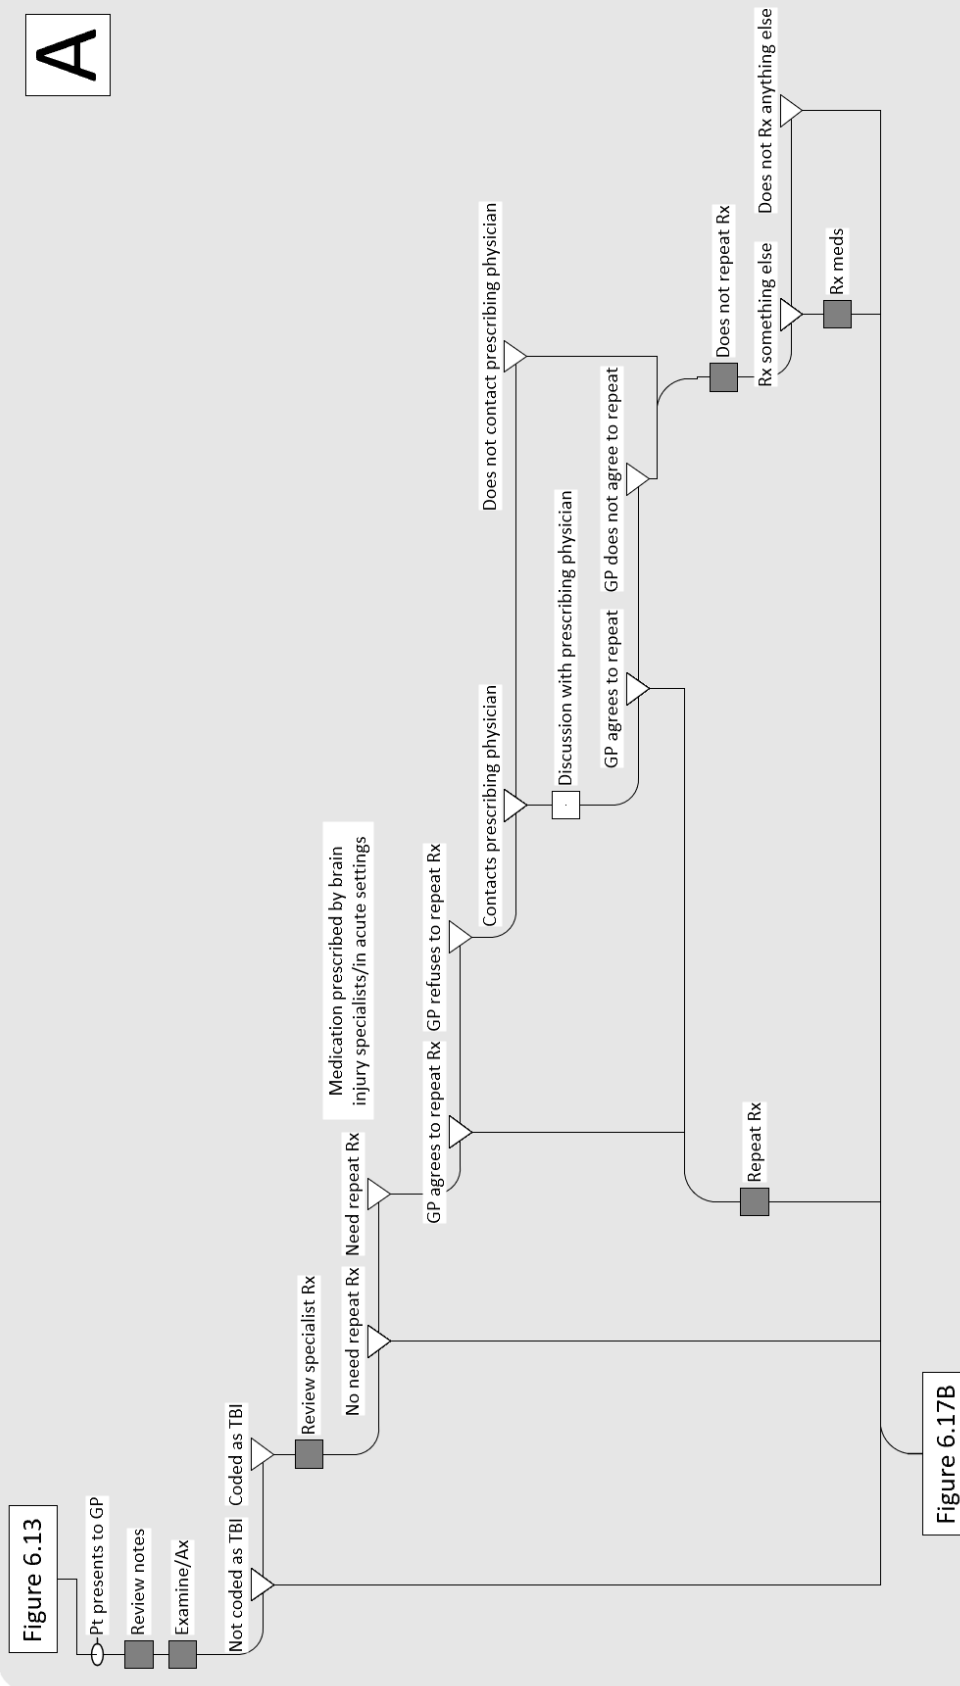 A
Figure 6.13
Pt presents to GP
Review notes
Examine/Ax
Not coded as TBI
Coded as TBI
Review specialist Rx
No need repeat Rx
Need repeat Rx
Medication prescribed by brain
injury specialists/in acute settings
GP agrees to repeat Rx
GP refuses to repeat Rx
Contacts prescribing physician
Does not contact prescribing physician
Discussion with prescribing physician
GP agrees to repeat
GP does not agree to repeat
Does not repeat Rx
Repeat Rx
Rx something else
Does not Rx anything else
Rx meds
Figure 6.17B